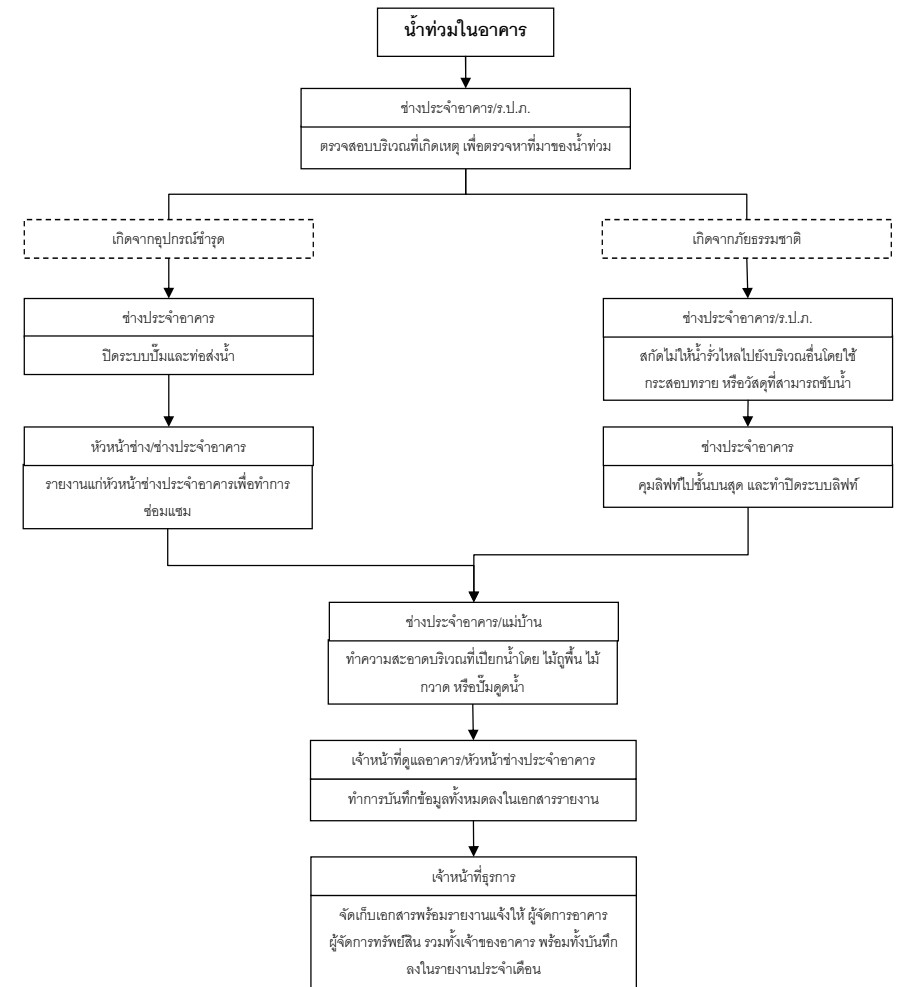 น้ำท่วมในอาคาร
ช่างประจำอาคาร/ร.ป.ภ.
ตรวจสอบบริเวณที่เกิดเหตุ เพื่อตรวจหาที่มาของน้ำท่วม
เกิดจากอุปกรณ์ชำรุด
ช่างประจำอาคาร
ปิดระบบปั๊มและท่อส่งน้ำ
หัวหน้าช่าง/ช่างประจำอาคาร
รายงานแก่หัวหน้าช่างประจำอาคารเพื่อทำการ
ซ่อมแซม
เกิดจากภัยธรรมชาติ
ช่างประจำอาคาร/ร.ป.ภ.
สกัดไม่ให้น้ำรั่วไหลไปยังบริเวณอื่นโดยใช้
กระสอบทราย หรือวัสดุที่สามารถซับน้ำ
ช่างประจำอาคาร
คุมลิฟท์ไปชั้นบนสุด และทำปิดระบบลิฟท์
ช่างประจำอาคาร/แม่บ้าน
ทำความสะอาดบริเวณที่เปียกน้ำโดย ไม้ถูพื้น ไม้
กวาด หรือปั๊มดูดน้ำ
เจ้าหน้าที่ดูแลอาคาร/หัวหน้าช่างประจำอาคาร
ทำการบันทึกข้อมูลทั้งหมดลงในเอกสารรายงาน
เจ้าหน้าที่ธุรการ
จัดเก็บเอกสารพร้อมรายงานแจ้งให้ ผู้จัดการอาคาร
ผู้จัดการทรัพย์สิน รวมทั้งเจ้าของอาคาร พร้อมทั้งบันทึก
ลงในรายงานประจำเดือน